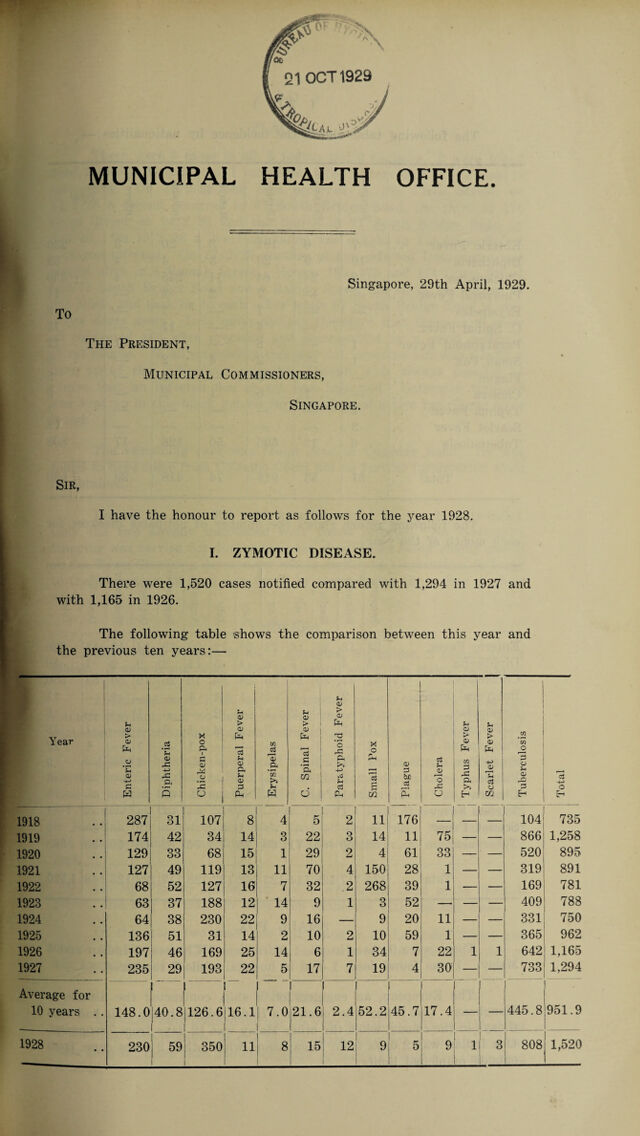 BUREAU OF HYGI
21 OCT 1929
& TROPICAL DISEAS
MUNICIPAL HEALTH OFFICE.
Singapore, 29th April, 1929.
To
THE PRESIDENT,
MUNICIPAL COMMISSIONERS,
SINGAPORE.
SIR,
I have the honour to report as follows for the year 1928.
I. ZYMOTIC DISEASE.
There were 1,520 cases notified compared with 1,294 in 1927 and
with 1,165 in 1926.
The following table shows the comparison between this year and
the previous ten years:—
Year Enteric Fever Diphtheria Chicken-pox Puerperal Fever Erysipelas C. Spinal Fever Paratyphoid Fever Small Pox Plague Cholera Typhus Fever Scarlet Fever Tuberculosis Total
1918 .. 287 31 107 8 4 5 2 11 176 — — — 104 735
1919 .. 174 42 34 14 3 22 3 14 11 75 — — 866 1,258
1920 .. 129 33 68 15 1 29 2 4 61 33 — — 520 895
1921 .. 127 49 119 13 11 70 4 150 28 1 — — 319 891
1922 .. 68 52 127 16 7 32 2 268 39 1 — — 169 781
1923 .. 63 37 188 12 14 9 1 3 52 — — — 409 788
1924 .. 64 38 230 22 9 16 — 9 20 11 — — 331 750
1925 .. 136 51 31 14 2 10 2 10 59 1 — — 365 962
1926 .. 197 46 169 25 14 6 1 34 7 22 1 1 642 1,165
1927 .. 235 29 193 22 5 17 7 19 4 30 — — 733 1,294
Average for
10 years .. 148.0 40.8 126.6 16.1 7.0 21.6 2.4 52.2 45.7 17.4 — — 445.8 951.9
1928 .. 230 59 350 11 8 15 12 9 5 9 1 3 808 1,520